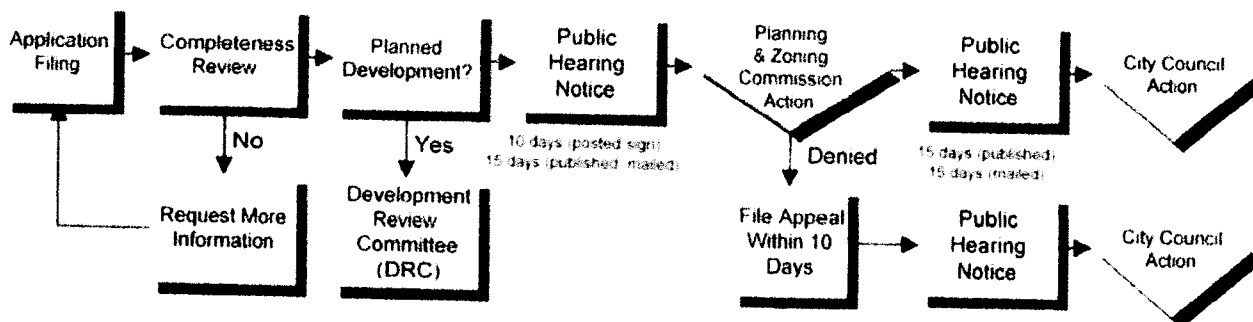 Application
Filing
Completeness
Review
Planned
Development?
Public
Hearing
Notice
Planning
& Zoning
Commission
Action
Public
Hearing
Notice
City Council
Action
No
Yes
10 days (posted sign)
15 days (published, mailed)
Denied
15 days (published)
15 days (mailed)
Request More
Information
Development
Review
Committee
(DRC)
File Appeal
Within 10
Days
Public
Hearing
Notice
City Council
Action